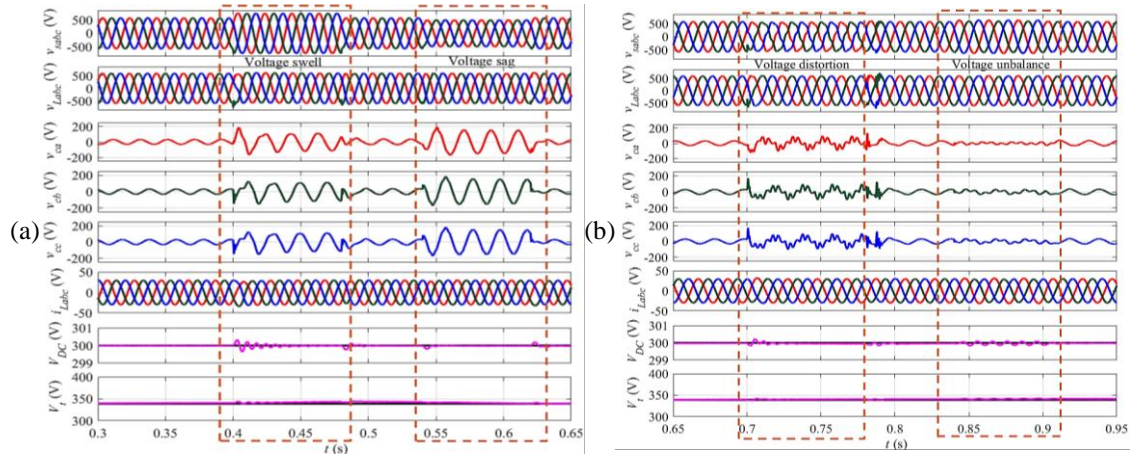 (a)
v_sabc (V)
500
0
-500
Voltage swell
Voltage sag
v_Labc (V)
500
0
-500
v_ca (V)
200
0
-200
v_cb (V)
200
0
-200
v_cc (V)
200
0
-200
i_Labc (V)
50
0
-50
V_DC (V)
301
300
299
V_t (V)
400
350
300
0.3 0.35 0.4 0.45 0.5 0.55 0.6 0.65
t (s)
(b)
v_sabc (V)
500
0
-500
Voltage distortion
Voltage unbalance
v_Labc (V)
500
0
-500
v_ca (V)
200
0
-200
v_cb (V)
200
0
-200
v_cc (V)
200
0
-200
i_Labc (V)
50
0
-50
V_DC (V)
301
300
299
V_t (V)
400
350
300
0.65 0.7 0.75 0.8 0.85 0.9 0.95
t (s)